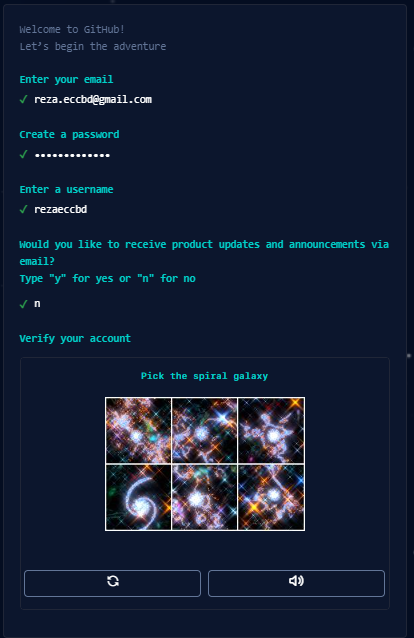 Welcome to GitHub!
Let's begin the adventure
Enter your email
✓ reza.eccbd@gmail.com
Create a password
✓ •••••••••••••
Enter a username
✓ rezaeccbd
Would you like to receive product updates and announcements via
email?
Type "y" for yes or "n" for no
✓ n
Verify your account
Pick the spiral galaxy